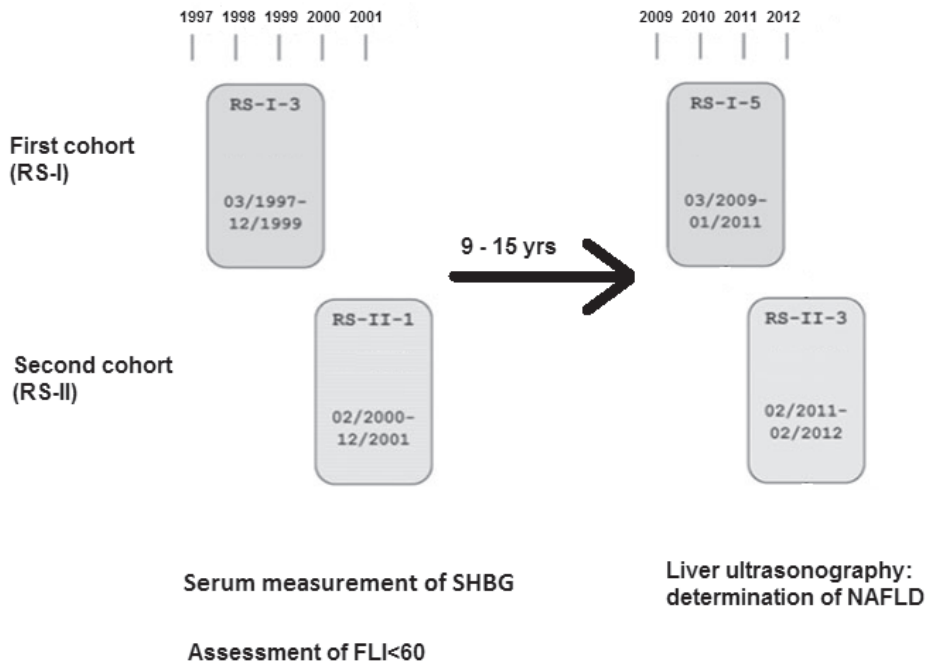 1997 1998 1999 2000 2001
2009 2010 2011 2012
RS-I-3
03/1997-
12/1999
RS-I-5
03/2009-
01/2011
First cohort
(RS-I)
9 - 15 yrs
RS-II-1
02/2000-
12/2001
RS-II-3
02/2011-
02/2012
Second cohort
(RS-II)
Serum measurement of SHBG
Assessment of FLI<60
Liver ultrasonography:
determination of NAFLD